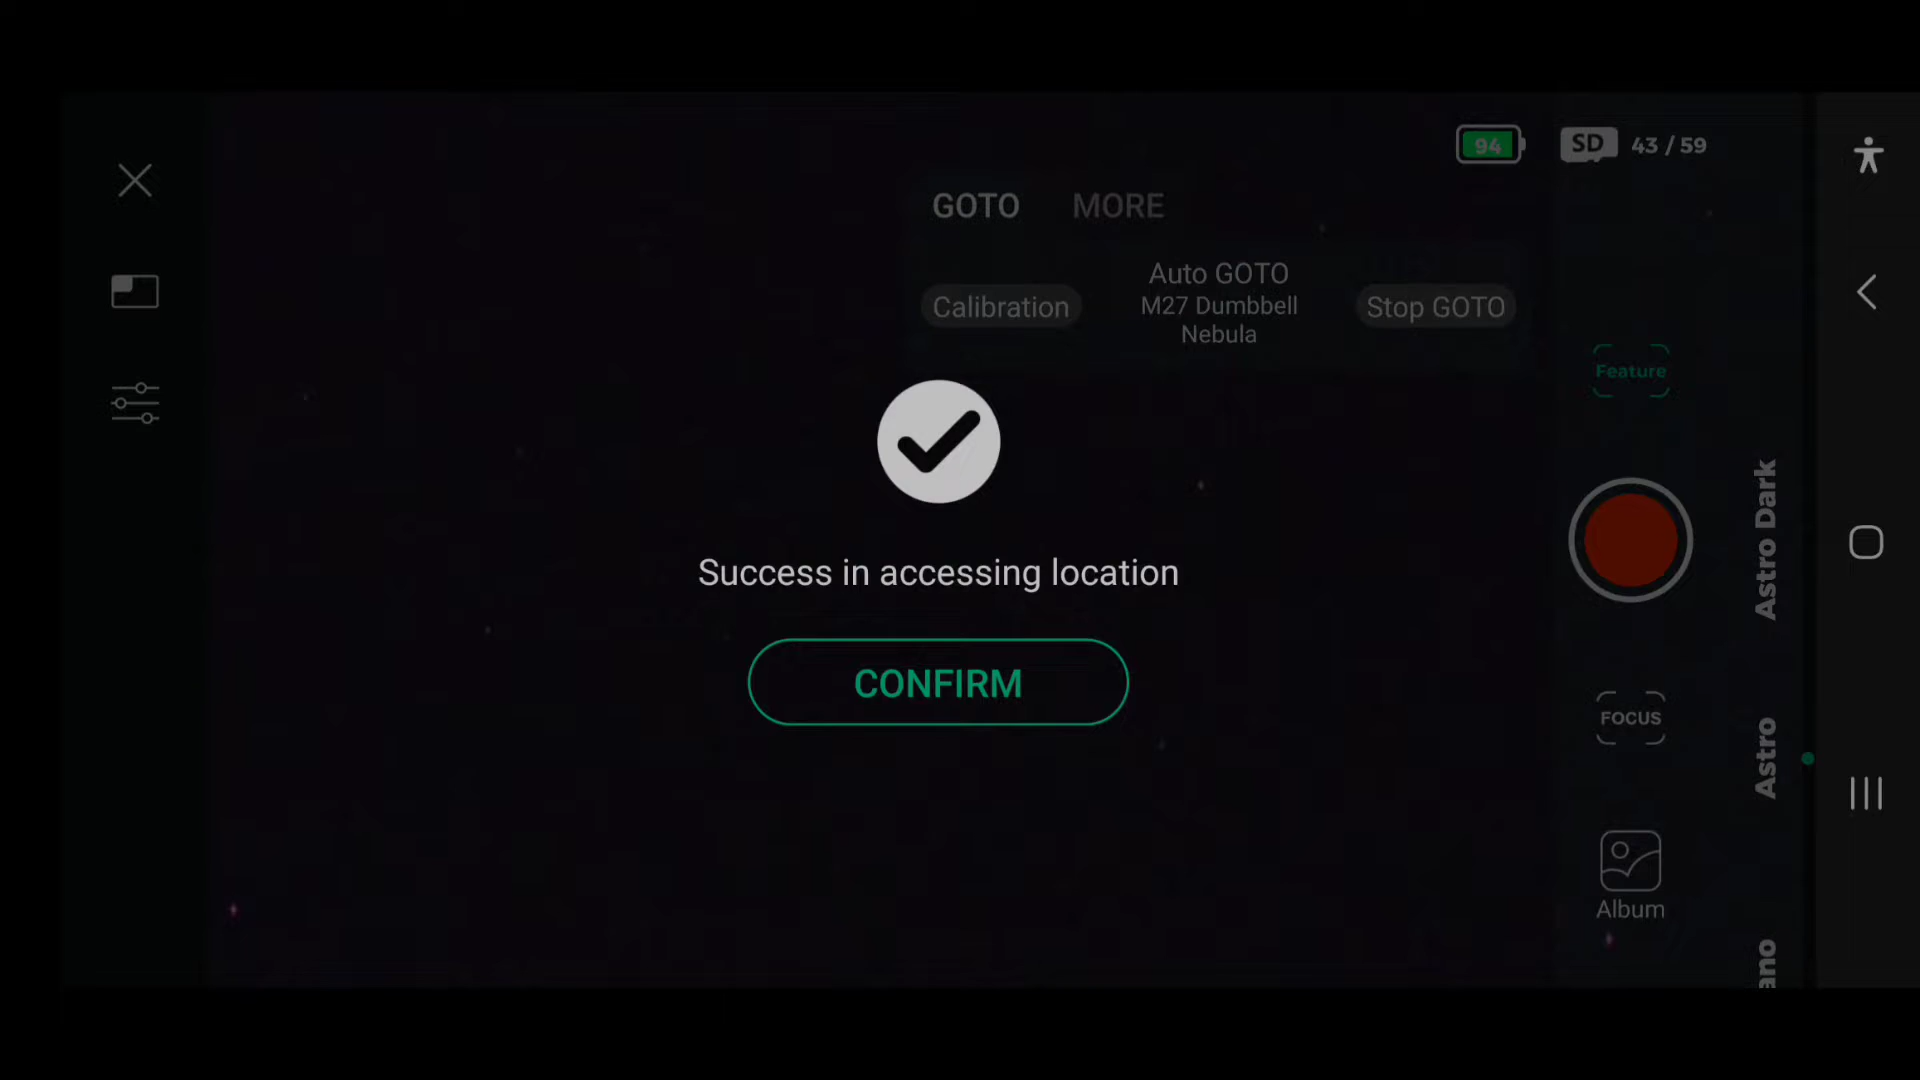 94
SD 43 / 59
GOTO MORE
Auto GOTO
Calibration
M27 Dumbbell
Nebula
Stop GOTO
Feature
Success in accessing location
CONFIRM
Astro Dark
FOCUS
Astro
Album
ano